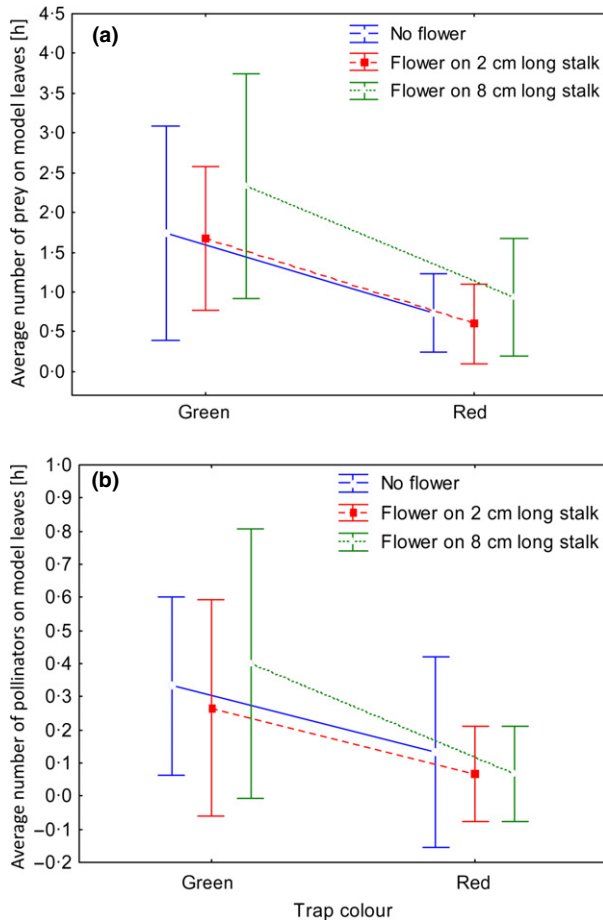 (a)
No flower
Flower on 2 cm long stalk
Flower on 8 cm long stalk
Average number of prey on model leaves [h]
4·5
4·0
3·5
3·0
2·5
2·0
1·5
1·0
0·5
0·0
Green Red
(b)
No flower
Flower on 2 cm long stalk
Flower on 8 cm long stalk
Average number of pollinators on model leaves [h]
1·0
0·9
0·8
0·7
0·6
0·5
0·4
0·3
0·2
0·1
0·0
−0·1
−0·2
Green Red
Trap colour